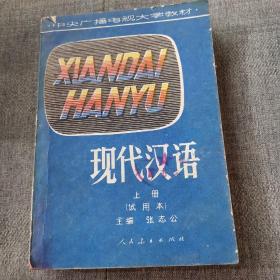 中央广播电视大学教材
XIANDAI
HANYU
现代汉语
上册
(试用本)
主编 张志公
人民教育出版社